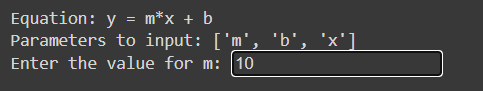 Equation: y = m*x + b
Parameters to input: ['m', 'b', 'x']
Enter the value for m: 10